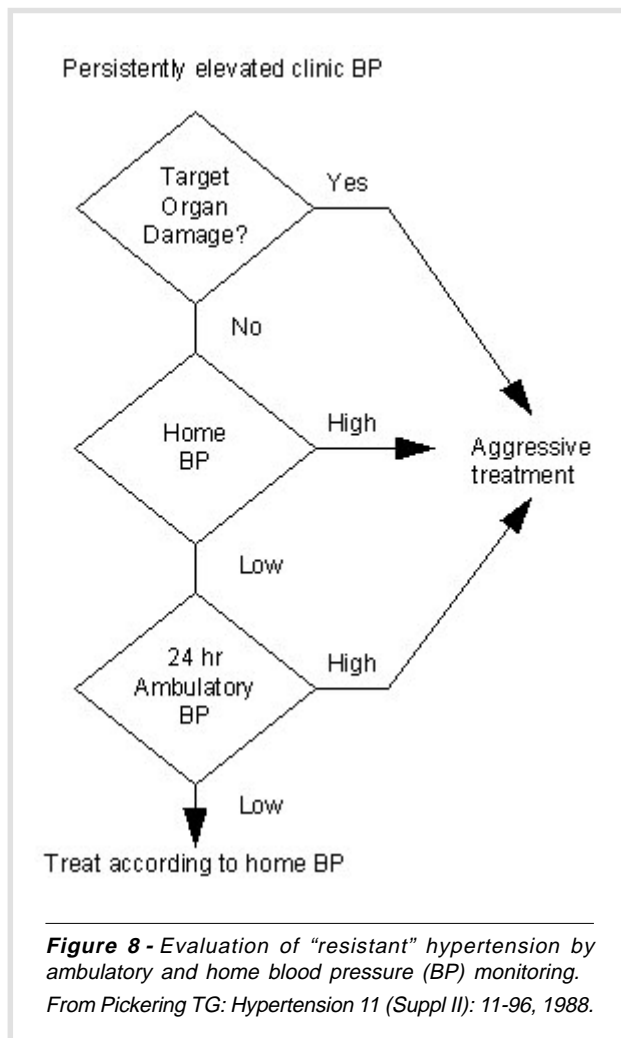 Persistently elevated clinic BP
Target
Organ
Damage?
Yes
No
Home
BP
High
Aggressive
treatment
Low
24 hr
Ambulatory
BP
High
Low
Treat according to home BP
Figure 8 - Evaluation of “resistant” hypertension by
ambulatory and home blood pressure (BP) monitoring.
From Pickering TG: Hypertension 11 (Suppl II): 11-96, 1988.